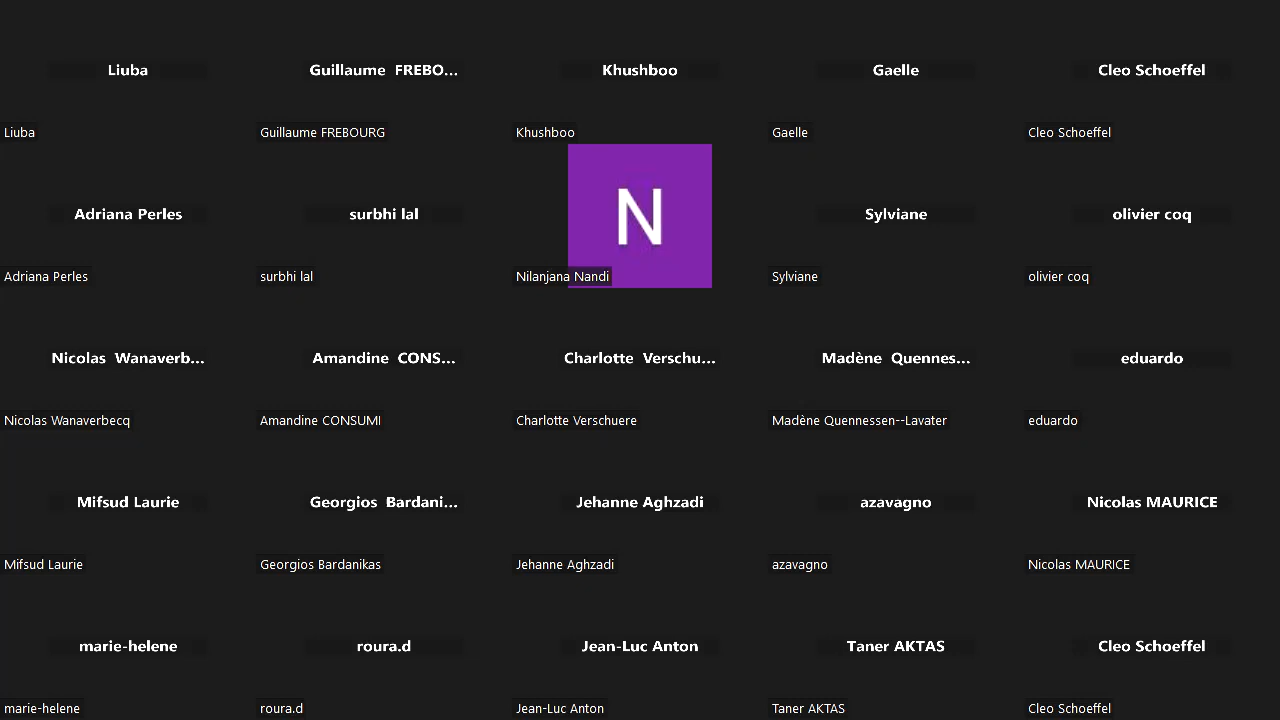 Liuba
Guillaume FREBO...
Khushboo
Gaelle
Cleo Schoeffel
Liuba
Guillaume FREBOURG
Khushboo
Gaelle
Cleo Schoeffel
Adriana Perles
surbhi lal
N
Sylviane
olivier coq
Adriana Perles
surbhi lal
Nilanjana Nandi
Sylviane
olivier coq
Nicolas Wanaverb...
Amandine CONS...
Charlotte Verschu...
Madène Quennes...
eduardo
Nicolas Wanaverbecq
Amandine CONSUMI
Charlotte Verschuere
Madène Quennessen--Lavater
eduardo
Mifsud Laurie
Georgios Bardani...
Jehanne Aghzadi
azavagno
Nicolas MAURICE
Mifsud Laurie
Georgios Bardanikas
Jehanne Aghzadi
azavagno
Nicolas MAURICE
marie-helene
roura.d
Jean-Luc Anton
Taner AKTAS
Cleo Schoeffel
marie-helene
roura.d
Jean-Luc Anton
Taner AKTAS
Cleo Schoeffel